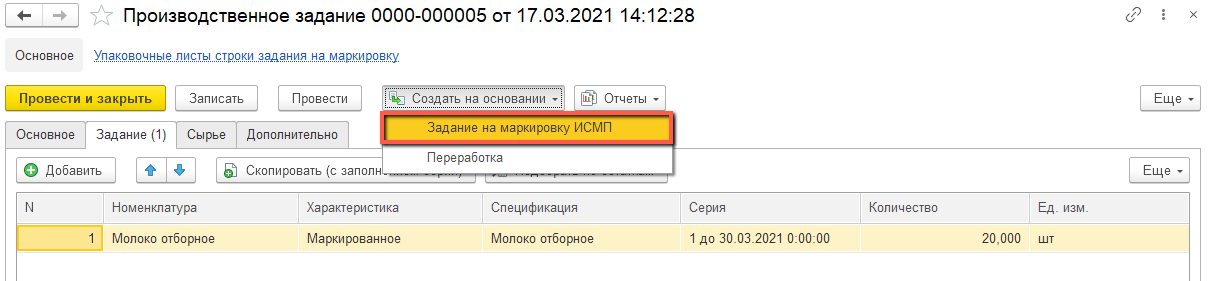 Производственное задание 0000-000005 от 17.03.2021 14:12:28
Основное Упаковочные листы строки задания на маркировку
Провести и закрыть Записать Провести Создать на основании Отчеты Еще
Задание на маркировку ИСМП
Переработка
Основное Задание (1) Сырье Дополнительно
Добавить Скопировать (с заполнением Еще
N Номенклатура Характеристика Спецификация Серия Количество Ед. изм.
1 Молоко отборное Маркированное Молоко отборное 1 до 30.03.2021 0:00:00 20,000 шт